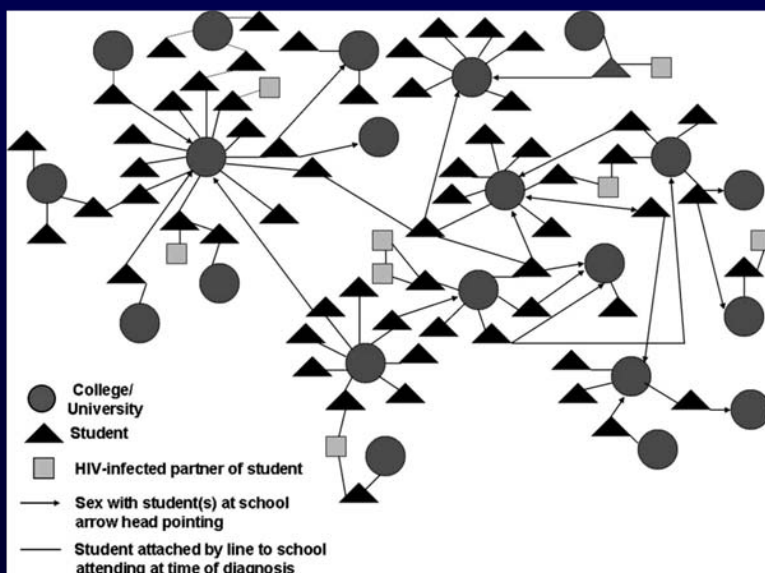 College/
University
Student
HIV-infected partner of student
Sex with student(s) at school
arrow head pointing
Student attached by line to school
attending at time of diagnosis